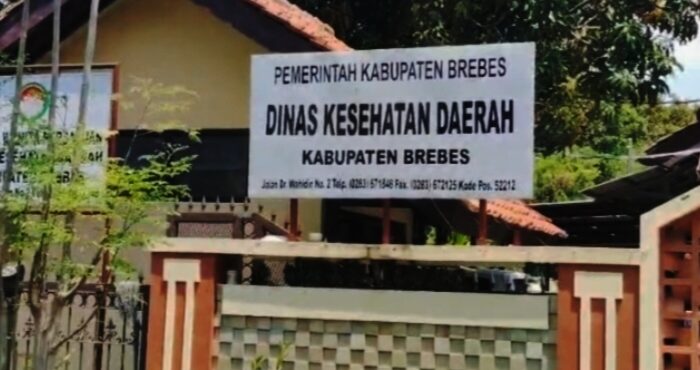 PEMERINTAH KABUPATEN BREBES
DINAS KESEHATAN DAERAH
KABUPATEN BREBES
Jalan Dr Wahidin No. 2 Telp. (0283) 671846 Fax. (0283) 672125 Kode Pos. 52212